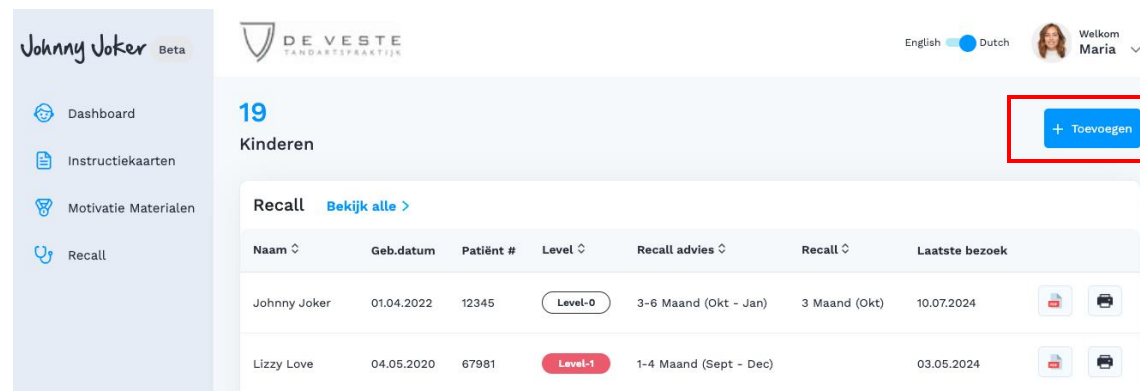 Johnny Joker Beta
DE VESTE
TANDARTSPRAKTIJK
English Dutch
Welkom
Maria
Dashboard
Instructiekaarten
Motivatie Materialen
Recall
19
Kinderen
+ Toevoegen
Recall Bekijk alle >
Naam Geb.datum Patiënt # Level Recall advies Recall Laatste bezoek
Johnny Joker 01.04.2022 12345 Level-0 3-6 Maand (Okt - Jan) 3 Maand (Okt) 10.07.2024 PDF
Lizzy Love 04.05.2020 67981 Level-1 1-4 Maand (Sept - Dec) 03.05.2024 PDF